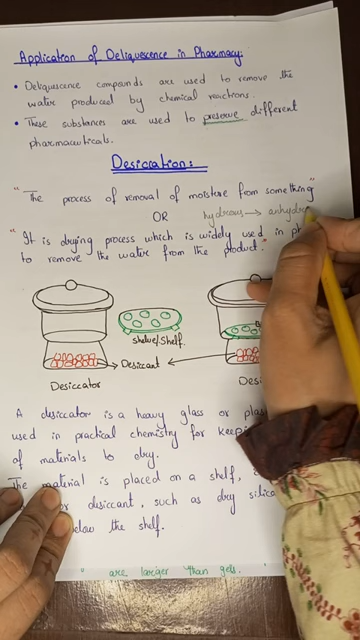 Application of Deliquescence in Pharmacy:
• Deliquescence compounds are used to remove the
water produced by chemical reactions.
• These substances are used to preserve different
pharmaceuticals.
Desiccation:
"The process of removal of moisture from something"
OR hydrous → anhydro
"It is drying process which is widely used in
to remove the water from the product."
shelve/Shelf.
Desiccant
Desiccator
A desiccator is a heavy glass or
used in practical chemistry for
of materials to dry.
The material is placed on a shelf,
desiccant, such as dry silica
below the shelf.
are larger than gels.